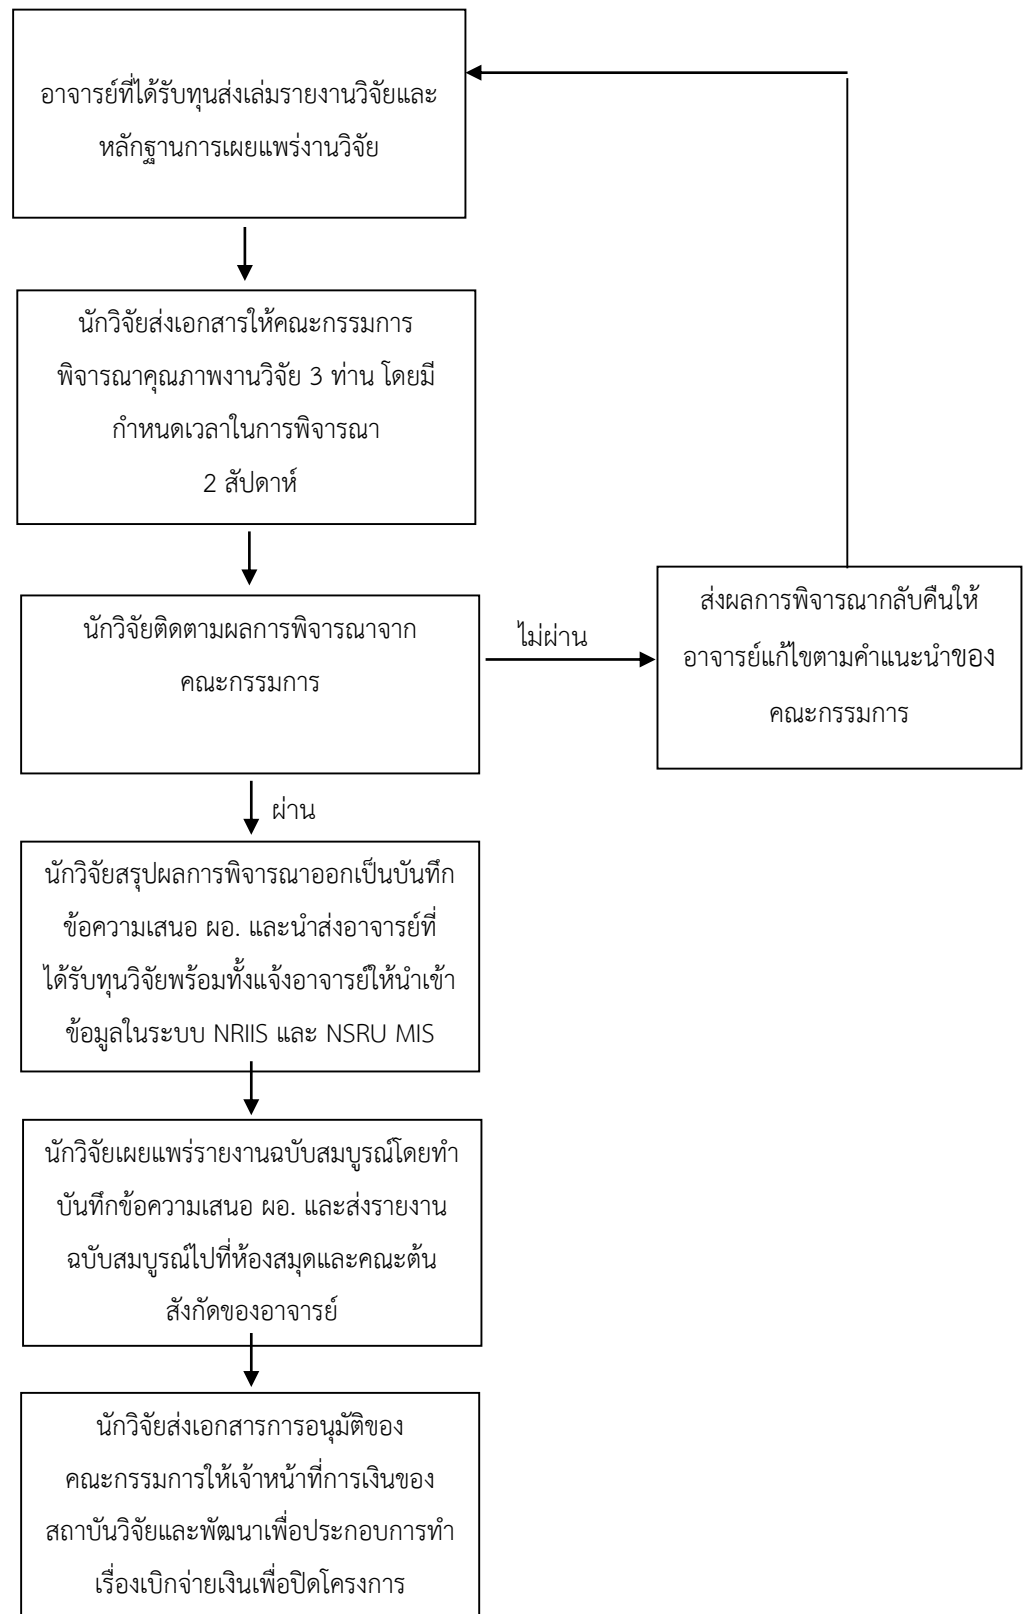 อาจารย์ที่ได้รับทุนส่งเล่มรายงานวิจัยและ
หลักฐานการเผยแพร่งานวิจัย
นักวิจัยส่งเอกสารให้คณะกรรมการ
พิจารณาคุณภาพงานวิจัย 3 ท่าน โดยมี
กำหนดเวลาในการพิจารณา
2 สัปดาห์
นักวิจัยติดตามผลการพิจารณาจาก
คณะกรรมการ
ไม่ผ่าน
ส่งผลการพิจารณากลับคืนให้
อาจารย์แก้ไขตามคำแนะนำของ
คณะกรรมการ
ผ่าน
นักวิจัยสรุปผลการพิจารณาออกเป็นบันทึก
ข้อความเสนอ ผอ. และนำส่งอาจารย์ที่
ได้รับทุนวิจัยพร้อมทั้งแจ้งอาจารย์ให้นำเข้า
ข้อมูลในระบบ NRIIS และ NSRU MIS
นักวิจัยเผยแพร่รายงานฉบับสมบูรณ์โดยทำ
บันทึกข้อความเสนอ ผอ. และส่งรายงาน
ฉบับสมบูรณ์ไปที่ห้องสมุดและคณะต้น
สังกัดของอาจารย์
นักวิจัยส่งเอกสารการอนุมัติของ
คณะกรรมการให้เจ้าหน้าที่การเงินของ
สถาบันวิจัยและพัฒนาเพื่อประกอบการทำ
เรื่องเบิกจ่ายเงินเพื่อปิดโครงการ